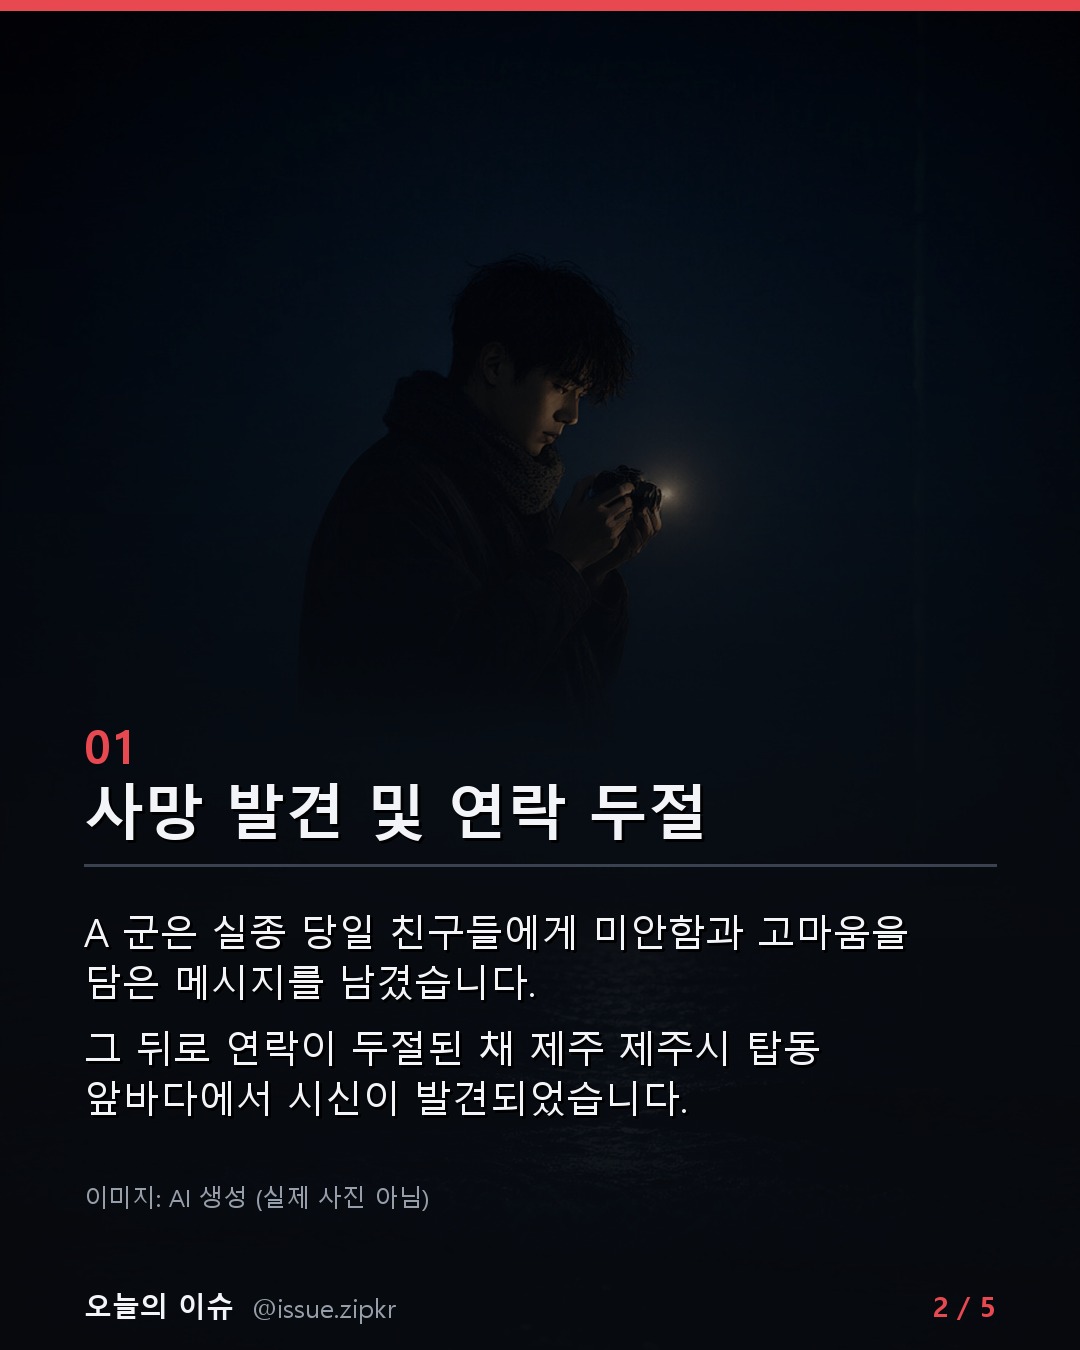 01
사망 발견 및 연락 두절
A 군은 실종 당일 친구들에게 미안함과 고마움을
담은 메시지를 남겼습니다.
그 뒤로 연락이 두절된 채 제주 제주시 탑동
앞바다에서 시신이 발견되었습니다.
이미지: AI 생성 (실제 사진 아님)
오늘의 이슈 @issue.zipkr
2 / 5